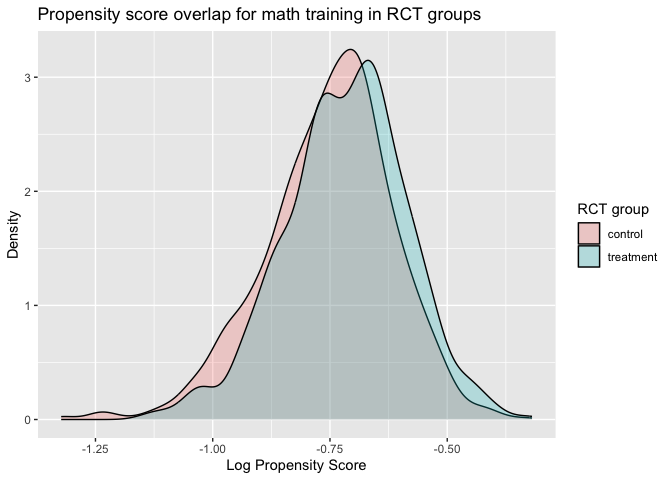 Propensity score overlap for math training in RCT groups
3
2
1
0
Density
-1.25
-1.00
-0.75
-0.50
Log Propensity Score
RCT group
control
treatment